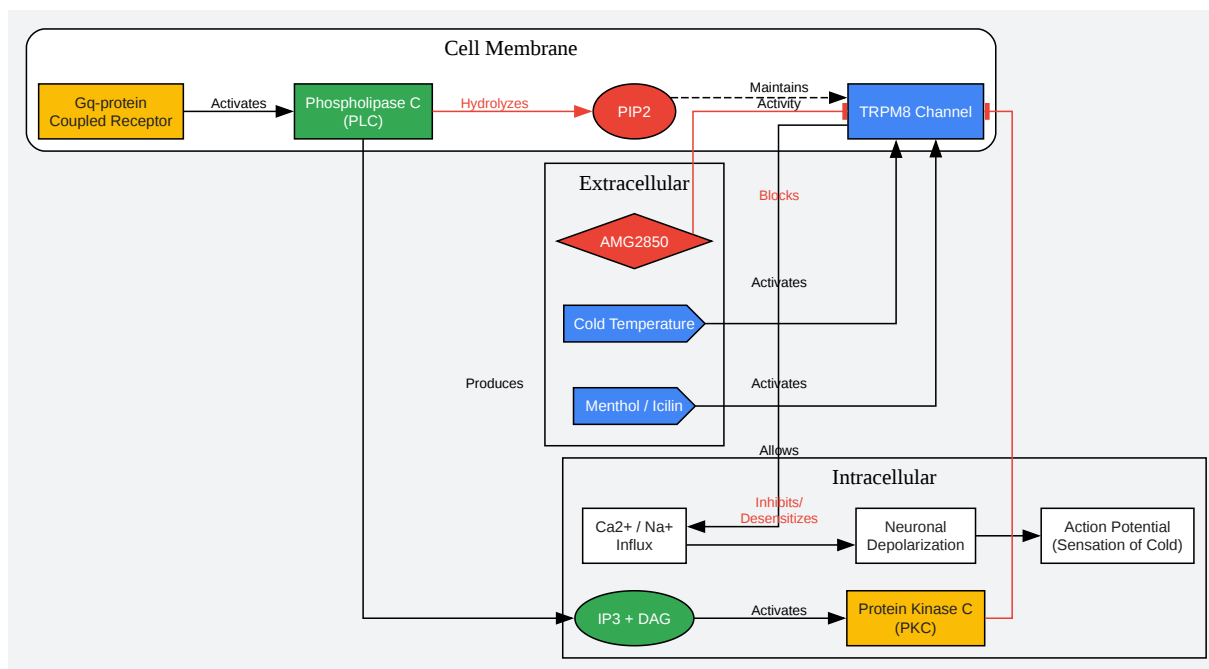 Cell Membrane
Gq-protein
Coupled Receptor
Activates
Phospholipase C
(PLC)
Hydrolyzes
PIP2
Maintains
Activity
TRPM8 Channel
Extracellular
Blocks
AMG2850
Activates
Cold Temperature
Produces
Activates
Menthol / Icilin
Allows
Intracellular
Inhibits/
Desensitizes
Ca2+ / Na+
Influx
Neuronal
Depolarization
Action Potential
(Sensation of Cold)
IP3 + DAG
Activates
Protein Kinase C
(PKC)